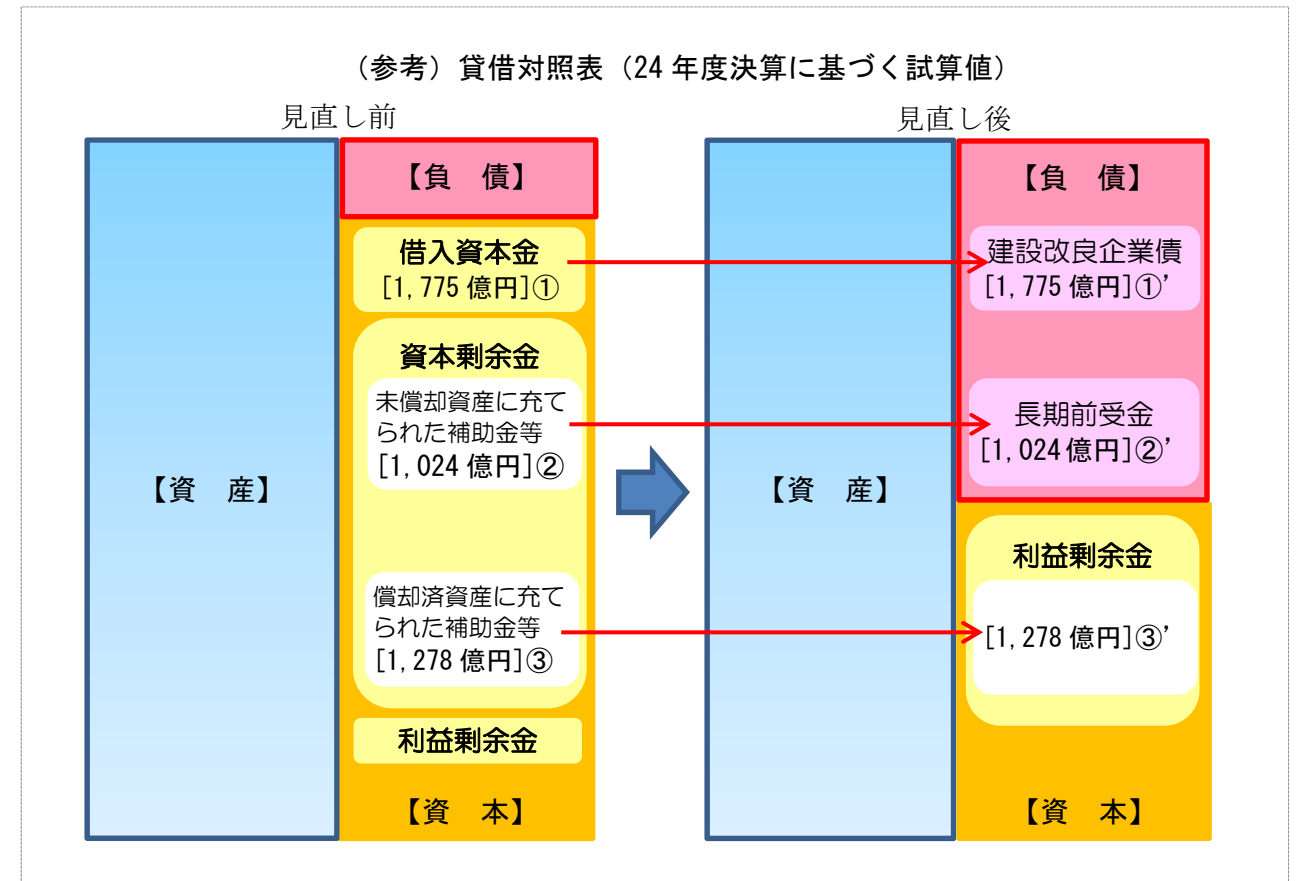 (参考)貸借対照表(24年度決算に基づく試算値)
見直し前
【資　産】
【負　債】
借入資本金
[1,775億円]①
資本剰余金
未償却資産に充て
られた補助金等
[1,024億円]②
償却済資産に充て
られた補助金等
[1,278億円]③
利益剰余金
【資　本】
見直し後
【資　産】
【負　債】
建設改良企業債
[1,775億円]①’
長期前受金
[1,024億円]②’
利益剰余金
[1,278億円]③’
【資　本】